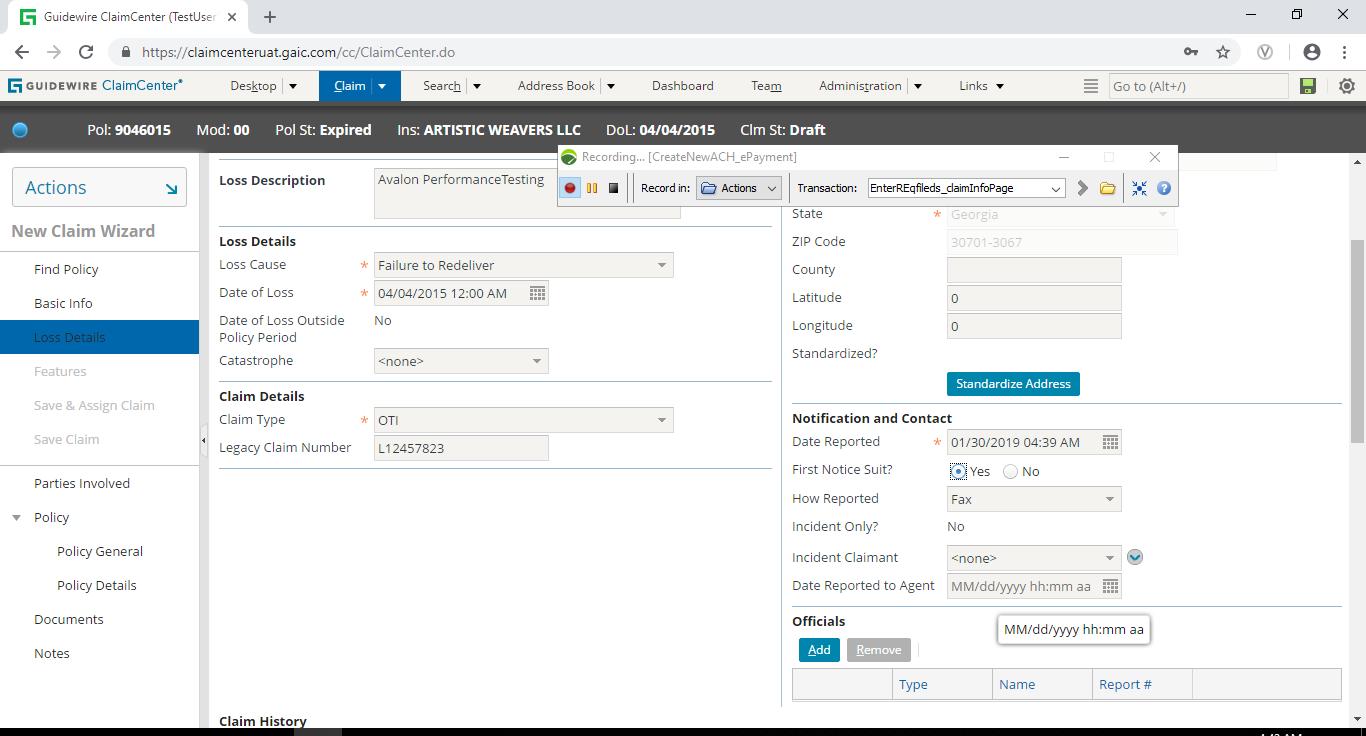 Guidewire ClaimCenter (TestUser
https://claimcenteruat.gaic.com/cc/ClaimCenter.do
GUIDEWIRE ClaimCenter®
Desktop
Claim
Search
Address Book
Dashboard
Team
Administration
Links
Go to (Alt+/)
Pol: 9046015 Mod: 00 Pol St: Expired Ins: ARTISTIC WEAVERS LLC DoL: 04/04/2015 Clm St: Draft
Recording... [CreateNewACH_ePayment]
Record in: Actions Transaction: EnterREqfileds_claimInfoPage
Actions
New Claim Wizard
Find Policy
Basic Info
Loss Details
Features
Save & Assign Claim
Save Claim
Parties Involved
Policy
Policy General
Policy Details
Documents
Notes
Loss Description Avalon PerformanceTesting
Loss Details
Loss Cause * Failure to Redeliver
Date of Loss * 04/04/2015 12:00 AM
Date of Loss Outside No
Policy Period
Catastrophe <none>
Claim Details
Claim Type * OTI
Legacy Claim Number L12457823
Claim History
State * Georgia
ZIP Code 30701-3067
County
Latitude 0
Longitude 0
Standardized?
Standardize Address
Notification and Contact
Date Reported * 01/30/2019 04:39 AM
First Notice Suit? Yes No
How Reported Fax
Incident Only? No
Incident Claimant <none>
Date Reported to Agent MM/dd/yyyy hh:mm aa
Officials
MM/dd/yyyy hh:mm aa
Add Remove
Type Name Report #